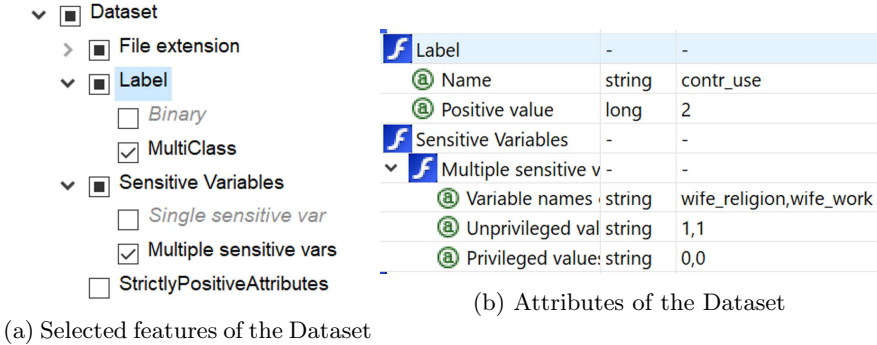 Dataset
File extension
Label
Binary
MultiClass
Sensitive Variables
Single sensitive var
Multiple sensitive vars
StrictlyPositiveAttributes
(a) Selected features of the Dataset
Label - -
Name string contr_use
Positive value long 2
Sensitive Variables - -
Multiple sensitive v - -
Variable names string wife_religion,wife_work
Unprivileged val string 1,1
Privileged values string 0,0
(b) Attributes of the Dataset